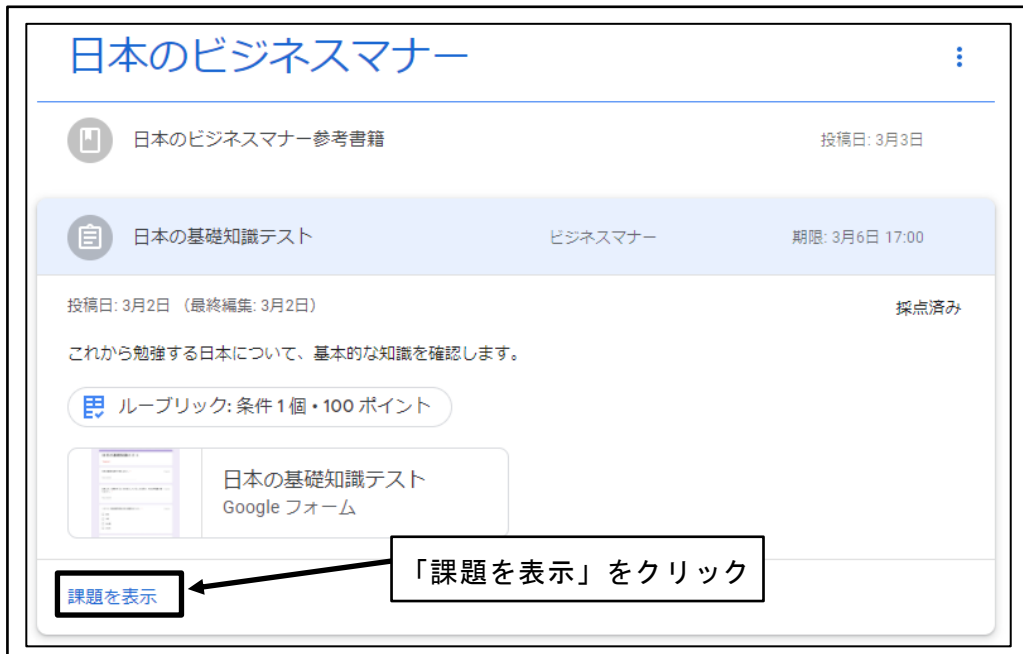 日本のビジネスマナー
日本のビジネスマナー参考書籍 投稿日: 3月3日
日本の基礎知識テスト ビジネスマナー 期限: 3月6日 17:00
投稿日: 3月2日 （最終編集: 3月2日） 採点済み
これから勉強する日本について、基本的な知識を確認します。
ルーブリック: 条件 1 個・100 ポイント
日本の基礎知識テスト
Google フォーム
「課題を表示」をクリック
課題を表示